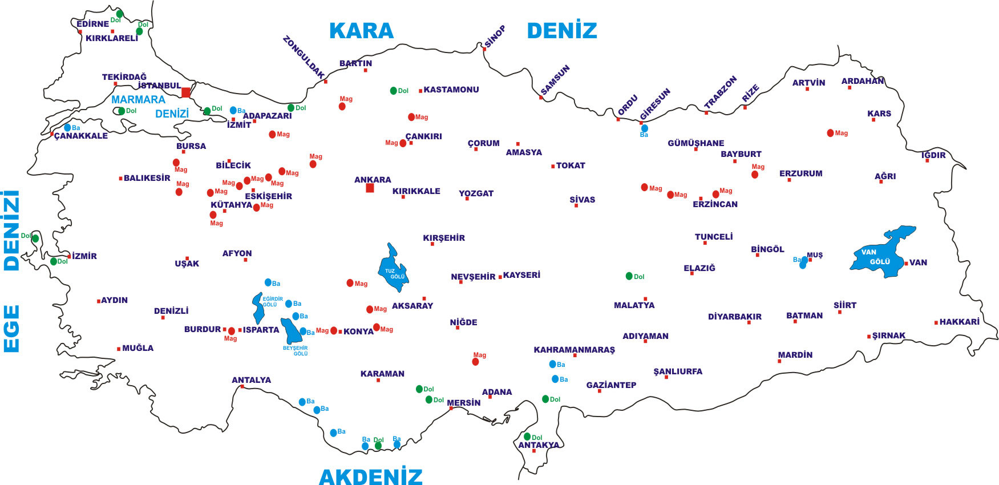 KARA DENİZ
Dol
EDİRNE
Dol
KIRKLARELİ
SİNOP
ZONGULDAK
BARTIN
SAMSUN
TEKİRDAĞ
İSTANBUL
ARTVİN
ARDAHAN
TRABZON
RİZE
Dol
KASTAMONU
MARMARA
DENİZİ
Mag
ORDU
GİRESUN
Dol
Dol
Ba
Dol
ADAPAZARI
KARS
Mag
İZMİT
Ba
ÇANAKKALE
Mag
ÇANKIRI
Mag
Ba
Mag
BURSA
ÇORUM
AMASYA
GÜMÜŞHANE
BAYBURT
IĞDIR
Mag
BİLECİK
Mag
TOKAT
Mag
Mag
ERZURUM
AĞRI
BALIKESİR
Mag
Mag
Mag
Mag
Mag
ANKARA
Mag
ESKİŞEHİR
KIRIKKALE
YOZGAT
SİVAS
Mag
Mag
Mag
ERZİNCAN
KÜTAHYA
Mag
Mag
EGE DENİZİ
Dol
KIRŞEHİR
TUNCELİ
BİNGÖL
VAN
GÖLÜ
İZMİR
Dol
AFYON
UŞAK
MUŞ
Ba
VAN
ELAZIĞ
TUZ
GÖLÜ
NEVŞEHİR
KAYSERİ
Dol
Ba
Mag
AYDIN
EĞİRDİR
GÖLÜ
Ba
AKSARAY
MALATYA
SİİRT
DENİZLİ
Ba
Mag
DİYARBAKIR
BATMAN
NİĞDE
HAKKARİ
BURDUR
Mag
ISPARTA
Ba
Mag
KONYA
Mag
ADIYAMAN
ŞIRNAK
BEYŞEHİR
GÖLÜ
MUĞLA
KAHRAMANMARAŞ
Mag
MARDİN
Ba
KARAMAN
ŞANLIURFA
ANTALYA
Ba
GAZİANTEP
Dol
ADANA
Dol
Dol
MERSİN
Ba
Ba
Ba
Ba
Dol
Ba
Dol
ANTAKYA
AKDENİZ